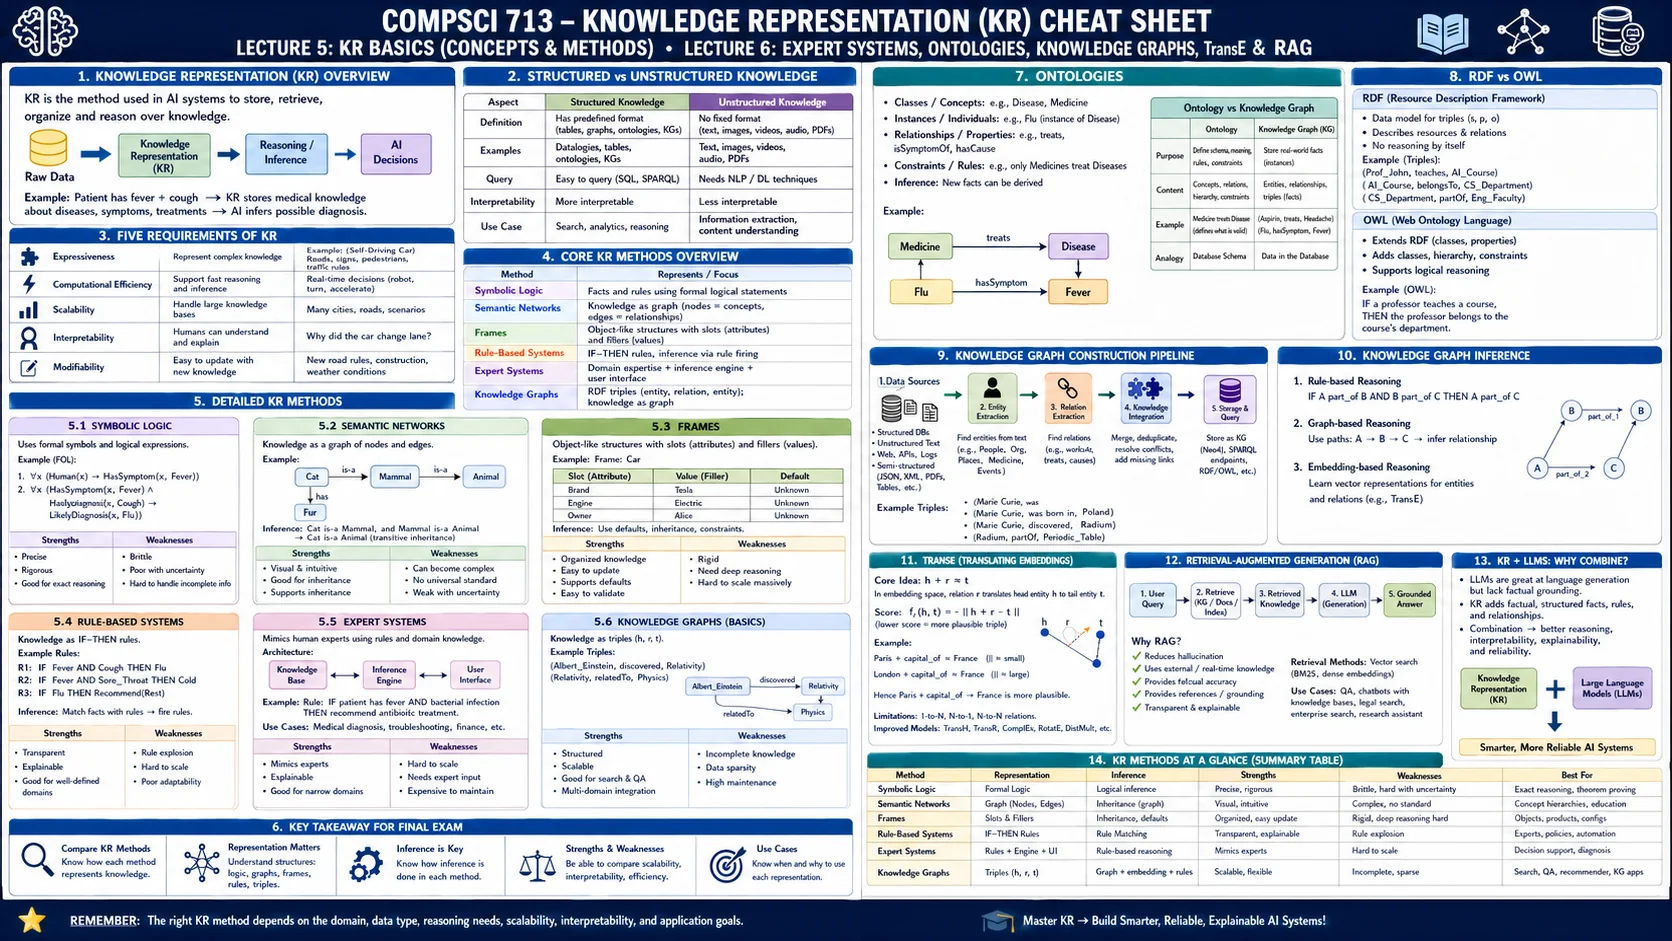 COMPSCI 713 – KNOWLEDGE REPRESENTATION (KR) CHEAT SHEET
LECTURE 5: KR BASICS (CONCEPTS & METHODS) • LECTURE 6: EXPERT SYSTEMS, ONTOLOGIES, KNOWLEDGE GRAPHS, TransE & RAG
1. KNOWLEDGE REPRESENTATION (KR) OVERVIEW
KR is the method used in AI systems to store, retrieve,
organize and reason over knowledge.
Raw Data
Knowledge
Representation
(KR)
Reasoning /
Inference
AI
Decisions
Example: Patient has fever + cough → KR stores medical knowledge
about diseases, symptoms, treatments → AI infers possible diagnosis.
2. STRUCTURED vs UNSTRUCTURED KNOWLEDGE
Aspect Structured Knowledge Unstructured Knowledge
Definition Has predefined format No fixed format
(tables, graphs, ontologies, KGs) (text, images, videos, audio, PDFs)
Examples Datalogies, tables, Text, images, videos,
ontologies, KGs audio, PDFs
Query Easy to query (SQL, SPARQL) Needs NLP / DL techniques
Interpretability More interpretable Less interpretable
Use Case Search, analytics, reasoning Information extraction,
content understanding
3. FIVE REQUIREMENTS OF KR
Expressiveness Represent complex knowledge Example: (Self-Driving Car)
Roads, signs, pedestrians,
traffic rules
Computational Efficiency Support fast reasoning Real-time decisions (robot,
and inference turn, accelerate)
Scalability Handle large knowledge Many cities, roads, scenarios
bases
Interpretability Humans can understand Why did the car change lane?
and explain
Modifiability Easy to update with New road rules, construction,
new knowledge weather conditions
4. CORE KR METHODS OVERVIEW
Method Represents / Focus
Symbolic Logic Facts and rules using formal logical statements
Semantic Networks Knowledge as graph (nodes = concepts,
edges = relationships)
Frames Object-like structures with slots (attributes)
and fillers (values)
Rule-Based Systems IF–THEN rules, inference via rule firing
Expert Systems Domain expertise + inference engine +
user interface
Knowledge Graphs RDF triples (entity, relation, entity);
knowledge as graph
5. DETAILED KR METHODS
5.1 SYMBOLIC LOGIC
Uses formal symbols and logical expressions.
Example (FOL):
1. ∀x (Human(x) → HasSymptom(x, Fever))
2. ∀x (HasSymptom(x, Fever) ∧
(x, Cough) →
LikelyDiagnosis(x, Flu))
Strengths Weaknesses
• Precise • Brittle
• Rigorous • Poor with uncertainty
• Good for exact reasoning • Hard to handle incomplete info
5.2 SEMANTIC NETWORKS
Knowledge as a graph of nodes and edges.
Example:
Cat is-a Mammal is-a Animal
has
Fur
Inference: Cat is-a Mammal, and Mammal is-a Animal
→ Cat is-a Animal (transitive inheritance)
Strengths Weaknesses
• Visual & intuitive • Can become complex
• Good for inheritance • No universal standard
• Supports inheritance • Weak with uncertainty
5.3 FRAMES
Object-like structures with slots (attributes) and fillers (values).
Example: Frame: Car
Slot (Attribute) Value (Filler) Default
Brand Tesla Unknown
Engine Electric Unknown
Owner Alice Unknown
Inference: Use defaults, inheritance, constraints.
Strengths Weaknesses
• Organized knowledge • Rigid
• Easy to update • Need deep reasoning
• Supports defaults • Hard to scale massively
• Easy to validate
5.4 RULE-BASED SYSTEMS
Knowledge as IF–THEN rules.
Example Rules:
R1: IF Fever AND Cough THEN Flu
R2: IF Fever AND Sore_Throat THEN Cold
R3: IF Flu THEN Recommend(Rest)
Inference: Match facts with rules → fire rules.
Strengths Weaknesses
• Transparent • Rule explosion
• Explainable • Hard to scale
• Good for well-defined • Poor adaptability
domains
5.5 EXPERT SYSTEMS
Mimics human experts using rules and domain knowledge.
Architecture:
Knowledge
Base
Inference
Engine
User
Interface
Example: Rule: IF patient has fever AND bacterial infection
THEN recommend antibiotic treatment.
Use Cases: Medical diagnosis, troubleshooting, finance, etc.
Strengths Weaknesses
• Mimics experts • Hard to scale
• Explainable • Needs expert input
• Good for narrow domains • Expensive to maintain
5.6 KNOWLEDGE GRAPHS (BASICS)
Knowledge as triples (h, r, t).
Example Triples:
(Albert_Einstein, discovered, Relativity)
(Relativity, relatedTo, Physics)
Albert_Einstein discovered Relativity
relatedTo Physics
Strengths Weaknesses
• Structured • Incomplete knowledge
• Scalable • Data sparsity
• Good for search & QA • High maintenance
• Multi-domain integration
6. KEY TAKEAWAY FOR FINAL EXAM
Compare KR Methods
Know how each method
represents knowledge.
Representation Matters
Understand structures:
logic, graphs, frames,
rules, triples.
Inference is Key
Know how inference is
done in each method.
Strengths & Weaknesses
Be able to compare scalability,
interpretability, efficiency.
Use Cases
Know when and why to use
each representation.
7. ONTOLOGIES
• Classes / Concepts: e.g., Disease, Medicine
• Instances / Individuals: e.g., Flu (instance of Disease)
• Relationships / Properties: e.g., treats,
isSymptomOf, hasCause
• Constraints / Rules: e.g., only Medicines treat Diseases
• Inference: New facts can be derived
Example:
Medicine treats Disease
Flu hasSymptom Fever
Ontology vs Knowledge Graph
Ontology Knowledge Graph (KG)
Purpose Define schema, meaning, Store real-world facts
rules, constraints (instances)
Content Concepts, relations, Entities, relationships,
hierarchy, constraints triples (facts)
Example Medicine treats Disease (Aspirin, treats, Headache)
(defines what is valid) (Flu, hasSymptom, Fever)
Analogy Database Schema Data in the Database
8. RDF vs OWL
RDF (Resource Description Framework)
• Data model for triples (s, p, o)
• Describes resources & relations
• No reasoning by itself
Example (Triples):
(Prof_John, teaches, AI_Course)
( AI_Course, belongsTo, CS_Department)
( CS_Department, partOf, Eng_Faculty)
OWL (Web Ontology Language)
• Extends RDF (classes, properties)
• Adds classes, hierarchy, constraints
• Supports logical reasoning
Example (OWL):
IF a professor teaches a course,
THEN the professor belongs to the
course's department.
9. KNOWLEDGE GRAPH CONSTRUCTION PIPELINE
1.Data Sources
• Structured DBs
• Unstructured Text
• Web, APIs, Logs
• Semi-structured
(JSON, XML, PDFs,
Tables, etc.)
2. Entity
Extraction
Find entities from text
(e.g., People, Org,
Places, Medicine,
Events)
3. Relation
Extraction
Find relations
(e.g., worksAt,
treats, causes)
4. Knowledge
Integration
Merge, deduplicate,
resolve conflicts,
add missing links
5. Storage &
Query
Store as KG
(Neo4j, SPARQL
endpoints,
RDF/OWL, etc.)
Example Triples:
• (Marie Curie, was
• (Marie Curie, was born in, Poland)
• (Marie Curie, discovered, Radium)
• (Radium, partOf, Periodic_Table)
10. KNOWLEDGE GRAPH INFERENCE
1. Rule-based Reasoning
IF A part_of B AND B part_of C THEN A part_of C
2. Graph-based Reasoning
Use paths: A → B → C → infer relationship
3. Embedding-based Reasoning
Learn vector representations for entities
and relations (e.g., TransE)
B part_of_1 B
A part_of_2 C
11. TRANSE (TRANSLATING EMBEDDINGS)
Core Idea: h + r ≈ t
In embedding space, relation r translates head entity h to tail entity t.
Score: fᵣ(h, t) = – || h + r – t ||
(lower score = more plausible triple)
Example:
Paris + capital_of ≈ France (|| ≈ small)
London + capital_of ≈ France (|| ≈ large)
Hence Paris + capital_of → France is more plausible.
Limitations: 1-to-N, N-to-1, N-to-N relations.
Improved Models: TransH, TransR, ComplEx, RotatE, DistMult, etc.
h r t
12. RETRIEVAL-AUGMENTED GENERATION (RAG)
1. User
Query
2. Retrieve
(KG / Docs /
Index)
3. Retrieved
Knowledge
4. LLM
(Generation)
5. Grounded
Answer
Why RAG?
✓ Reduces hallucination
✓ Uses external / real-time knowledge
✓ Provides factual accuracy
✓ Provides references / grounding
✓ Transparent & explainable
Retrieval Methods: Vector search
(BM25, dense embeddings)
Use Cases: QA, chatbots with
knowledge bases, legal search,
enterprise search, research assistant
13. KR + LLMS: WHY COMBINE?
• LLMs are great at language generation
but lack factual grounding.
• KR adds factual, structured facts, rules,
and relationships.
• Combination → better reasoning,
interpretability, explainability,
and reliability.
Knowledge
Representation
(KR)
+
Large Language
Models (LLMs)
Smarter, More Reliable AI Systems
14. KR METHODS AT A GLANCE (SUMMARY TABLE)
Method Representation Inference Strengths Weaknesses Best For
Symbolic Logic Formal Logic Logical inference Precise, rigorous Brittle, hard with uncertainty Exact reasoning, theorem proving
Semantic Networks Graph (Nodes, Edges) Inheritance (graph) Visual, intuitive Complex, no standard Concept hierarchies, education
Frames Slots & Fillers Inheritance, defaults Organized, easy update Rigid, deep reasoning hard Objects, products, configs
Rule-Based Systems IF–THEN Rules Rule Matching Transparent, explainable Rule explosion Experts, policies, automation
Expert Systems Rules + Engine + UI Rule-based reasoning Mimics experts Hard to scale Decision support, diagnosis
Knowledge Graphs Triples (h, r, t) Graph + embedding + rules Scalable, flexible Incomplete, sparse Search, QA, recommender, KG apps
REMEMBER: The right KR method depends on the domain, data type, reasoning needs, scalability, interpretability, and application goals.
Master KR → Build Smarter, Reliable, Explainable AI Systems!